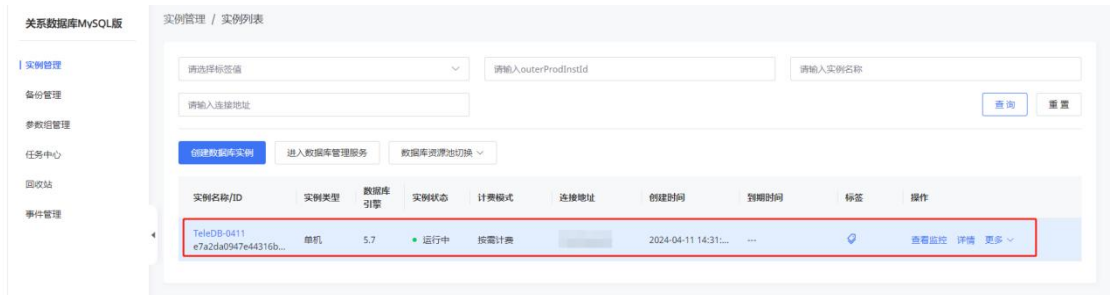 关系数据库MySQL版
实例管理 / 实例列表
实例管理
备份管理
参数组管理
任务中心
回收站
事件管理
请选择标签值
请输入outerProdInstId
请输入实例名称
请输入连接地址
查询
重置
创建数据库实例
进入数据库管理服务
数据库资源池切换
实例名称/ID
实例类型
数据库
引擎
实例状态
计费模式
连接地址
创建时间
到期时间
标签
操作
TeleDB-0411
e7a2da0947e44316b...
单机
5.7
运行中
按需计费
2024-04-11 14:31:...
---
查看监控
详情
更多